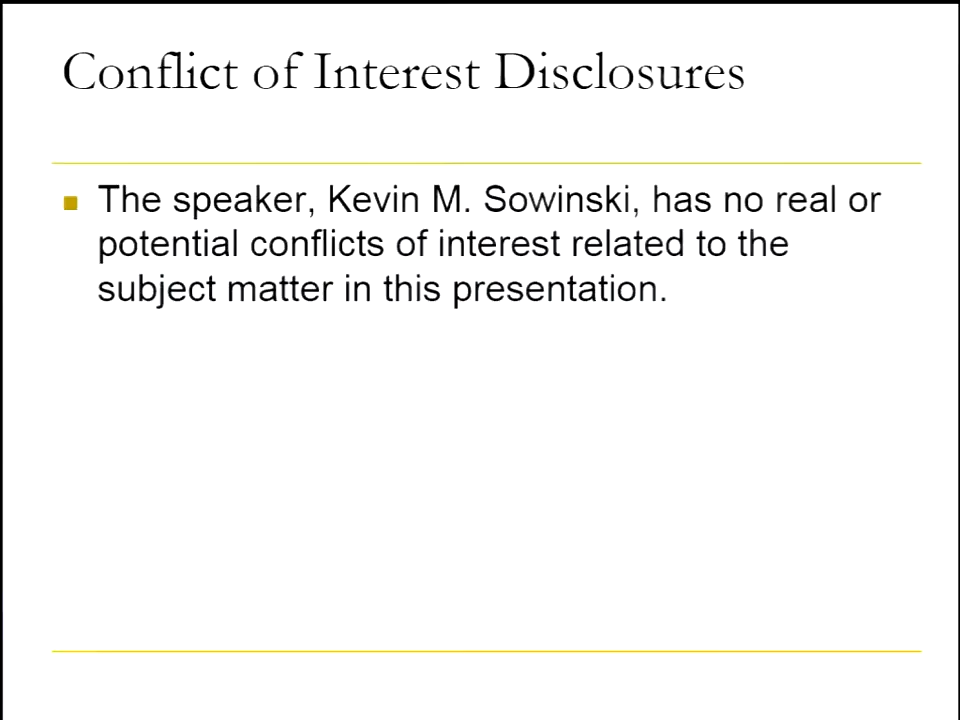 Conflict of Interest Disclosures
The speaker, Kevin M. Sowinski, has no real or
potential conflicts of interest related to the
subject matter in this presentation.